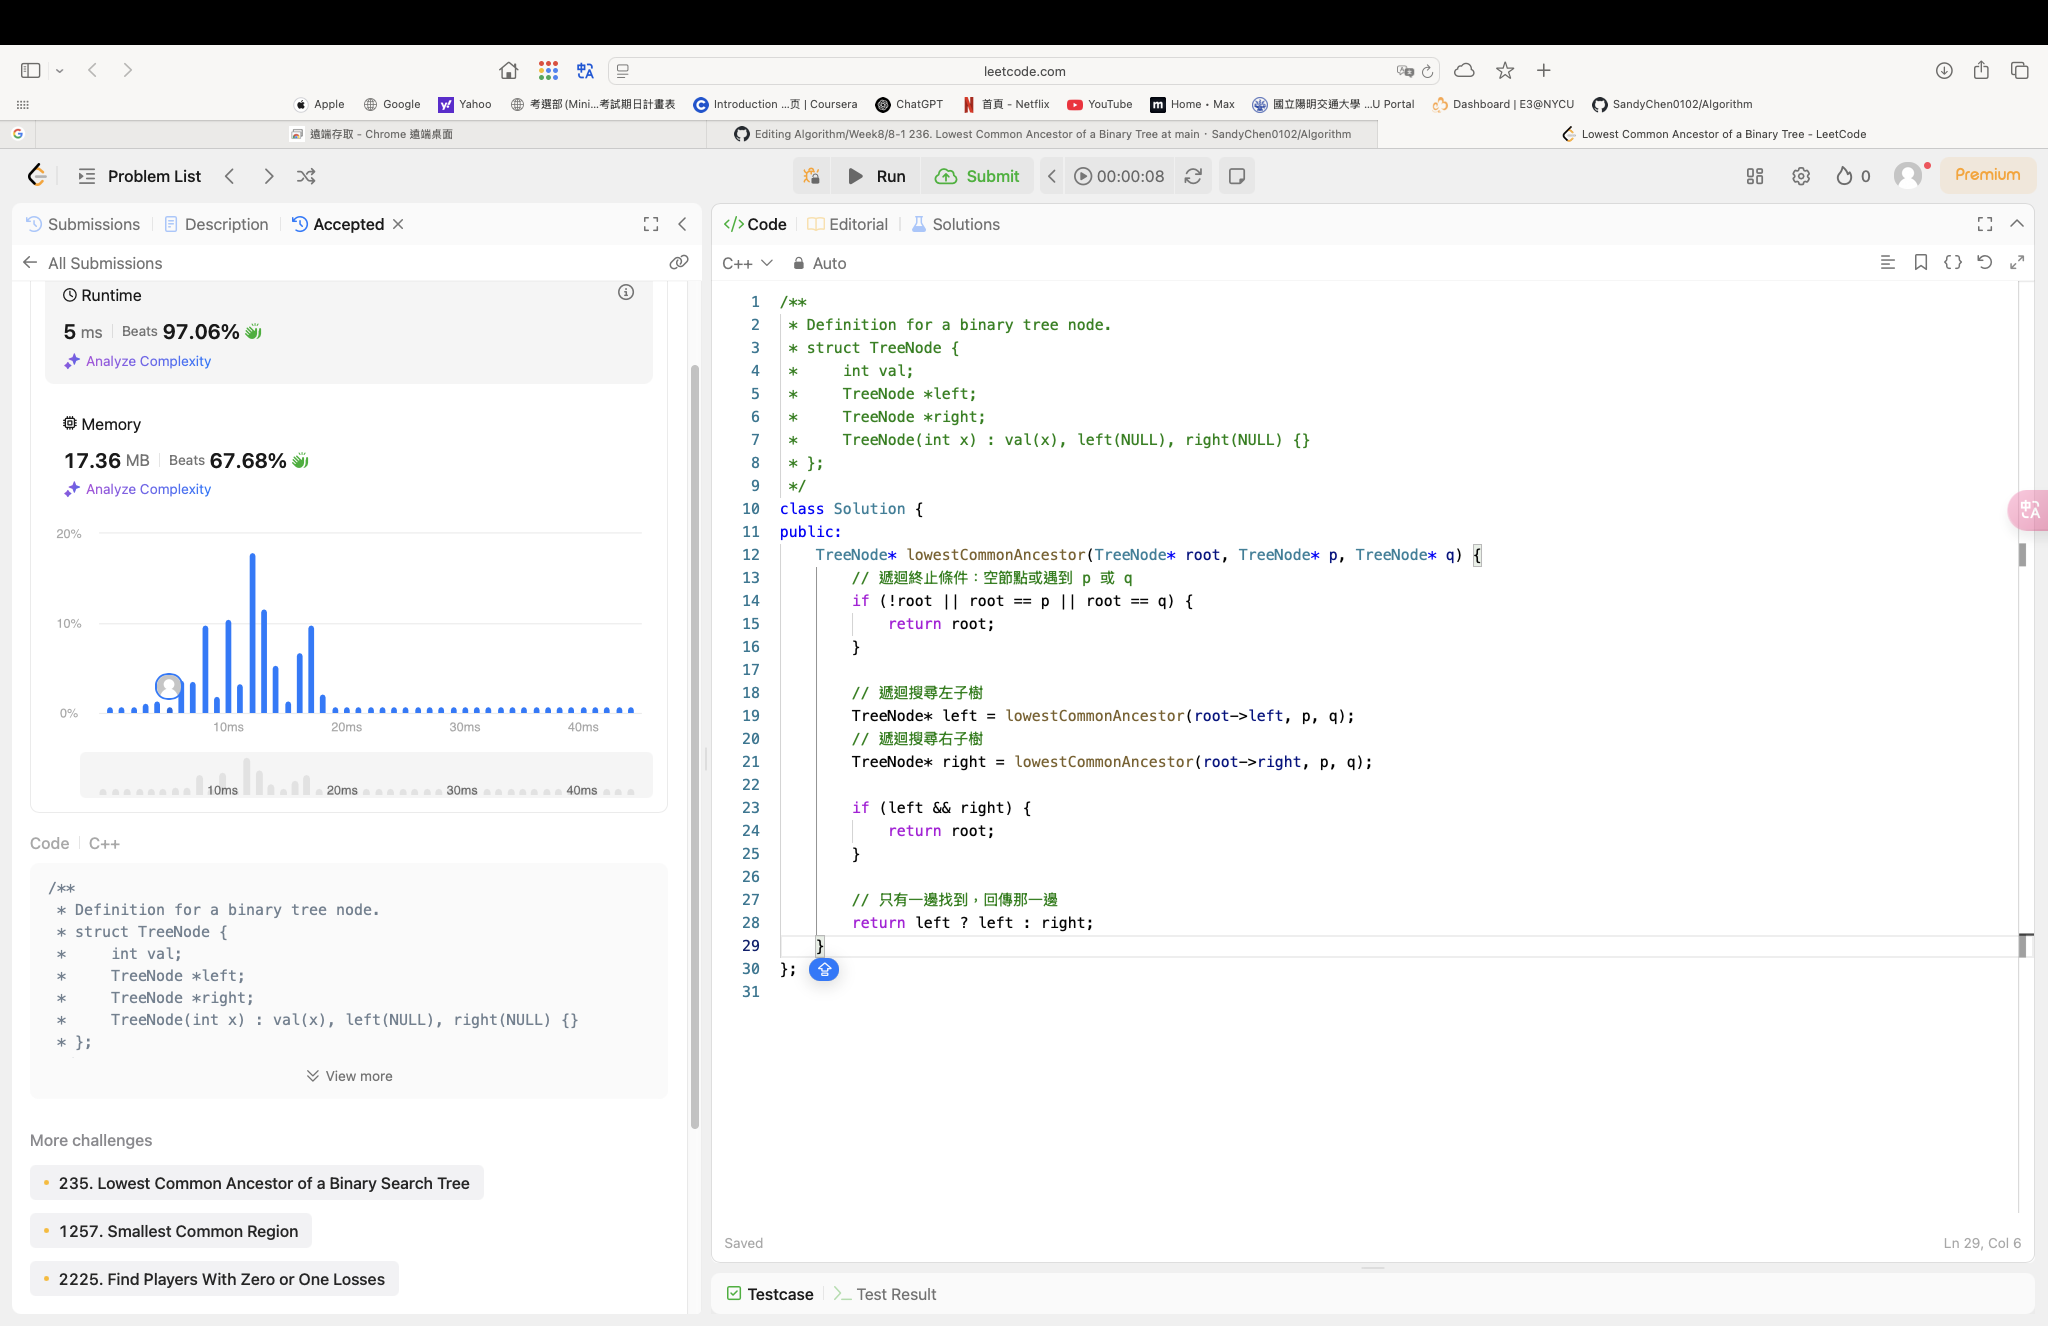 leetcode.com
Apple
Google
Yahoo
考選部(Mini...考試期日計畫表
Introduction ...页 | Coursera
ChatGPT
首頁 - Netflix
YouTube
Home • Max
國立陽明交通大學 ...U Portal
Dashboard | E3@NYCU
SandyChen0102/Algorithm
遠端存取 - Chrome 遠端桌面
Editing Algorithm/Week8/8-1 236. Lowest Common Ancestor of a Binary Tree at main · SandyChen0102/Algorithm
Lowest Common Ancestor of a Binary Tree - LeetCode
Problem List
Run
Submit
00:00:08
0
Premium
Submissions
Description
Accepted
All Submissions
Runtime
5 ms
Beats 97.06%
Analyze Complexity
Memory
17.36 MB
Beats 67.68%
Analyze Complexity
20%
10%
0%
10ms
20ms
30ms
40ms
10ms
20ms
30ms
40ms
Code
C++
/**
* Definition for a binary tree node.
* struct TreeNode {
*     int val;
*     TreeNode *left;
*     TreeNode *right;
*     TreeNode(int x) : val(x), left(NULL), right(NULL) {}
* };
View more
More challenges
235. Lowest Common Ancestor of a Binary Search Tree
1257. Smallest Common Region
2225. Find Players With Zero or One Losses
</> Code
Editorial
Solutions
C++
Auto
1 /**
2 * Definition for a binary tree node.
3 * struct TreeNode {
4 *     int val;
5 *     TreeNode *left;
6 *     TreeNode *right;
7 *     TreeNode(int x) : val(x), left(NULL), right(NULL) {}
8 * };
9 */
10 class Solution {
11 public:
12     TreeNode* lowestCommonAncestor(TreeNode* root, TreeNode* p, TreeNode* q) {
13         // 遞迴終止條件：空節點或遇到 p 或 q
14         if (!root || root == p || root == q) {
15             return root;
16         }
17
18         // 遞迴搜尋左子樹
19         TreeNode* left = lowestCommonAncestor(root->left, p, q);
20         // 遞迴搜尋右子樹
21         TreeNode* right = lowestCommonAncestor(root->right, p, q);
22
23         if (left && right) {
24             return root;
25         }
26
27         // 只有一邊找到，回傳那一邊
28         return left ? left : right;
29     }
30 };
31
Saved
Ln 29, Col 6
Testcase
Test Result